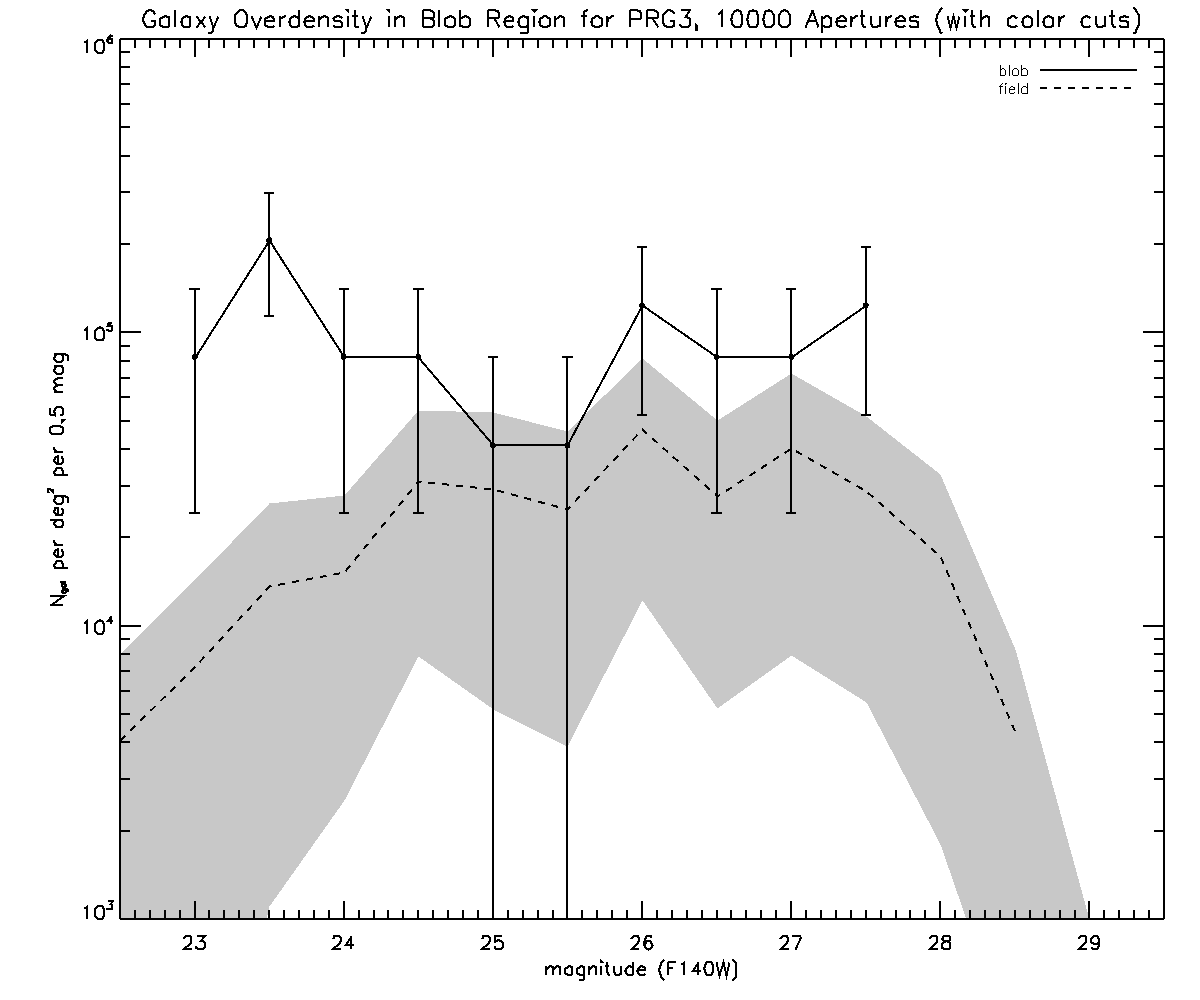 Galaxy Overdensity in Blob Region for PRG3, 10000 Apertures (with color cuts)
blob
field
10⁶
10⁵
10⁴
10³
N_gal per deg² per 0.5 mag
23 24 25 26 27 28 29
magnitude (F140W)